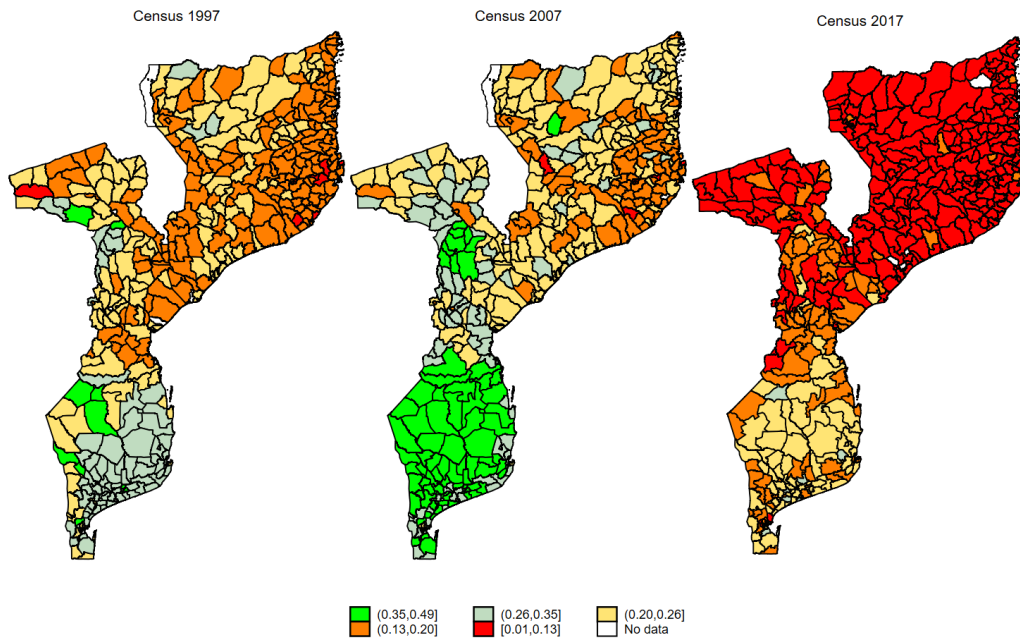 Census 1997
Census 2007
Census 2017
(0.35,0.49]
(0.26,0.35]
(0.20,0.26]
(0.13,0.20]
[0.01,0.13]
No data